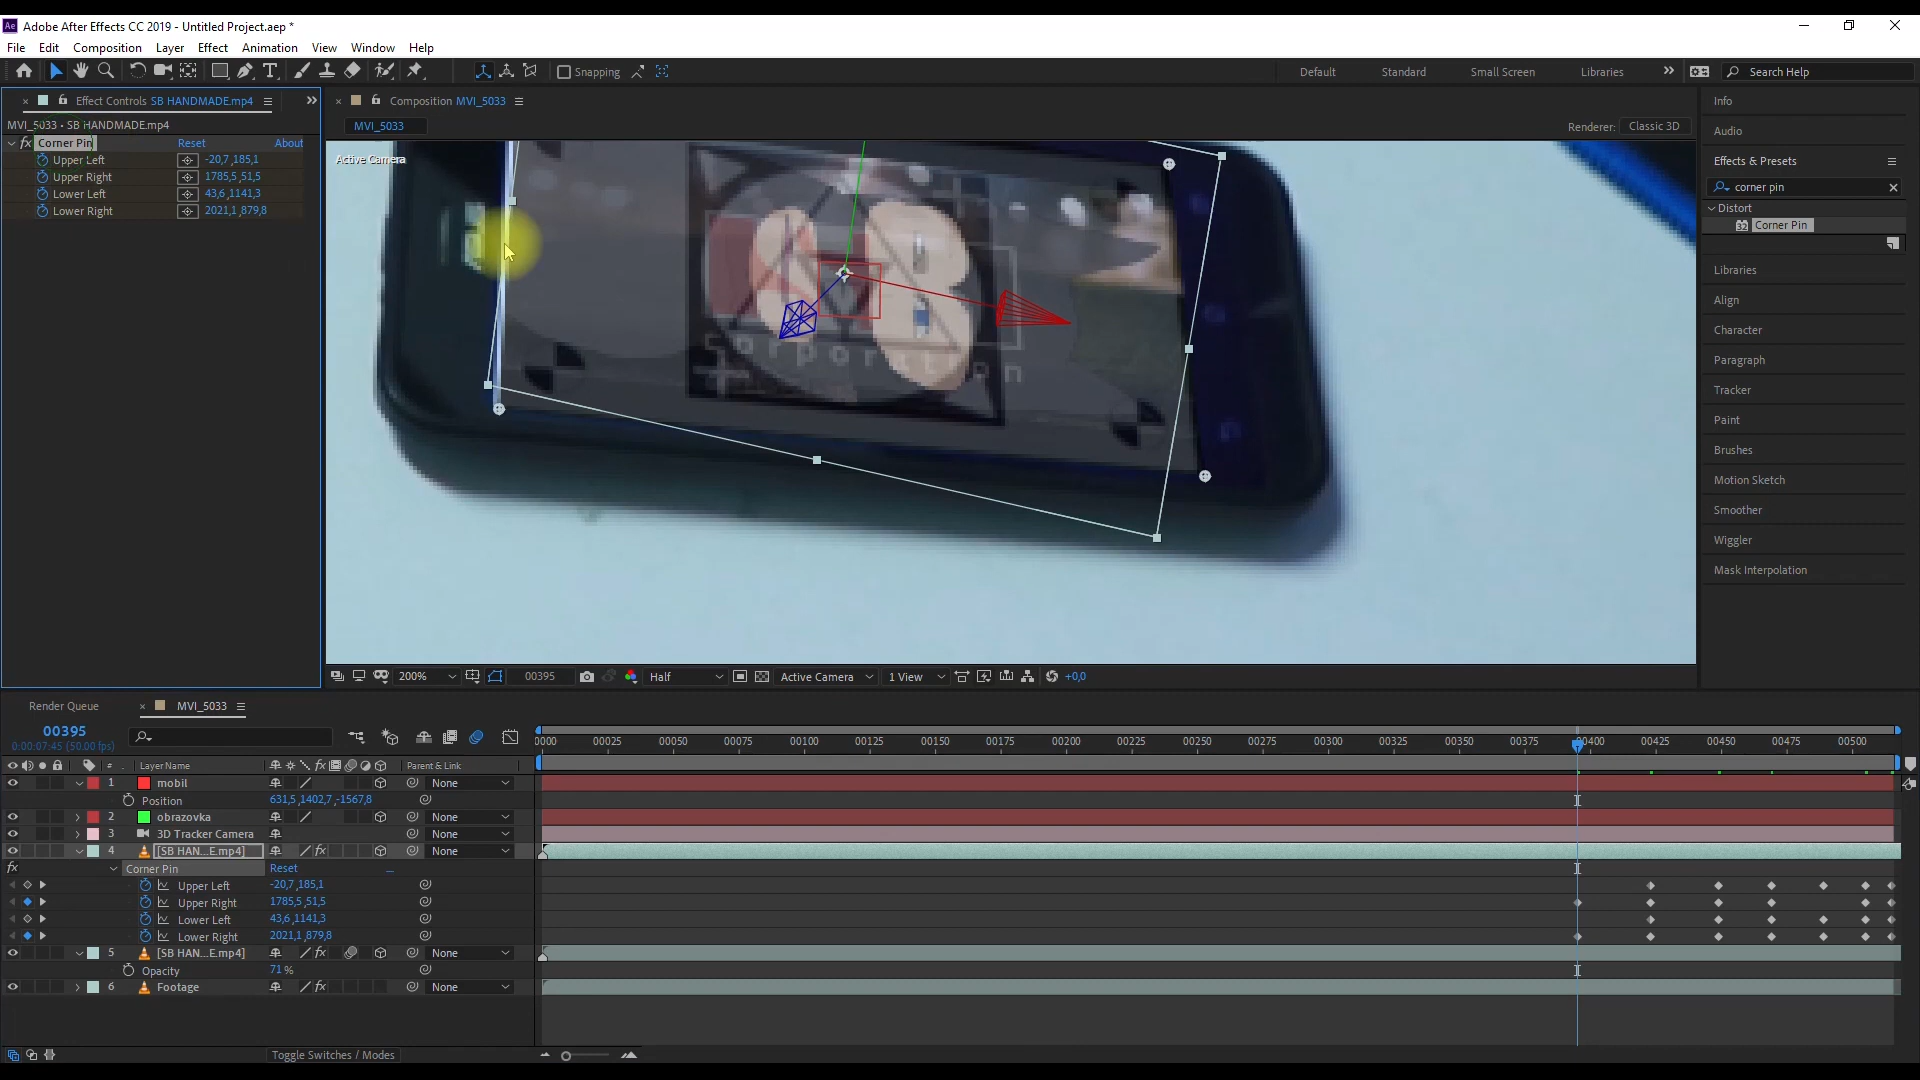 Ae Adobe After Effects CC 2019 - Untitled Project.aep *
File Edit Composition Layer Effect Animation View Window Help
Snapping
Default Standard Small Screen Libraries
Search Help
Effect Controls SB HANDMADE.mp4
MVI_5033 • SB HANDMADE.mp4
fx Corner Pin Reset About
Upper Left -20,7 ,185,1
Upper Right 1785,5 ,51,5
Lower Left 43,6 ,1141,3
Lower Right 2021,1 ,879,8
Composition MVI_5033
MVI_5033
Renderer: Classic 3D
Active Camera
Corporation
200% 00395 Half Active Camera 1 View +0,0
Info
Audio
Effects & Presets
corner pin
Distort
32 Corner Pin
Libraries
Align
Character
Paragraph
Tracker
Paint
Brushes
Motion Sketch
Smoother
Wiggler
Mask Interpolation
Render Queue MVI_5033
00395
0:00:07:45 (50.00 fps)
0000 00025 00050 00075 00100 00125 00150 00175 00200 00225 00250 00275 00300 00325 00350 00375 00400 00425 00450 00475 00500
# Layer Name Parent & Link
1 mobil None
Position 631,5 ,1402,7 ,-1567,8
2 obrazovka None
3 3D Tracker Camera None
4 [SB HAN...E.mp4] fx None
fx Corner Pin Reset
Upper Left -20,7 ,185,1
Upper Right 1785,5 ,51,5
Lower Left 43,6 ,1141,3
Lower Right 2021,1 ,879,8
5 [SB HAN...E.mp4] fx None
Opacity 71 %
6 Footage fx None
Toggle Switches / Modes